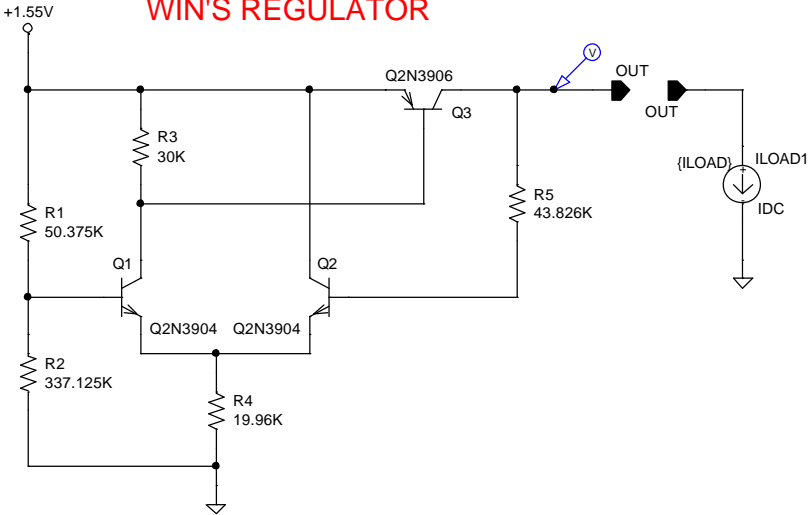 WIN'S REGULATOR
+1.55V
Q2N3906
V
OUT
Q3
OUT
R3
30K
{ILOAD}
ILOAD1
+
-
IDC
R5
43.826K
R1
50.375K
Q1
Q2
Q2N3904
Q2N3904
R2
337.125K
R4
19.96K